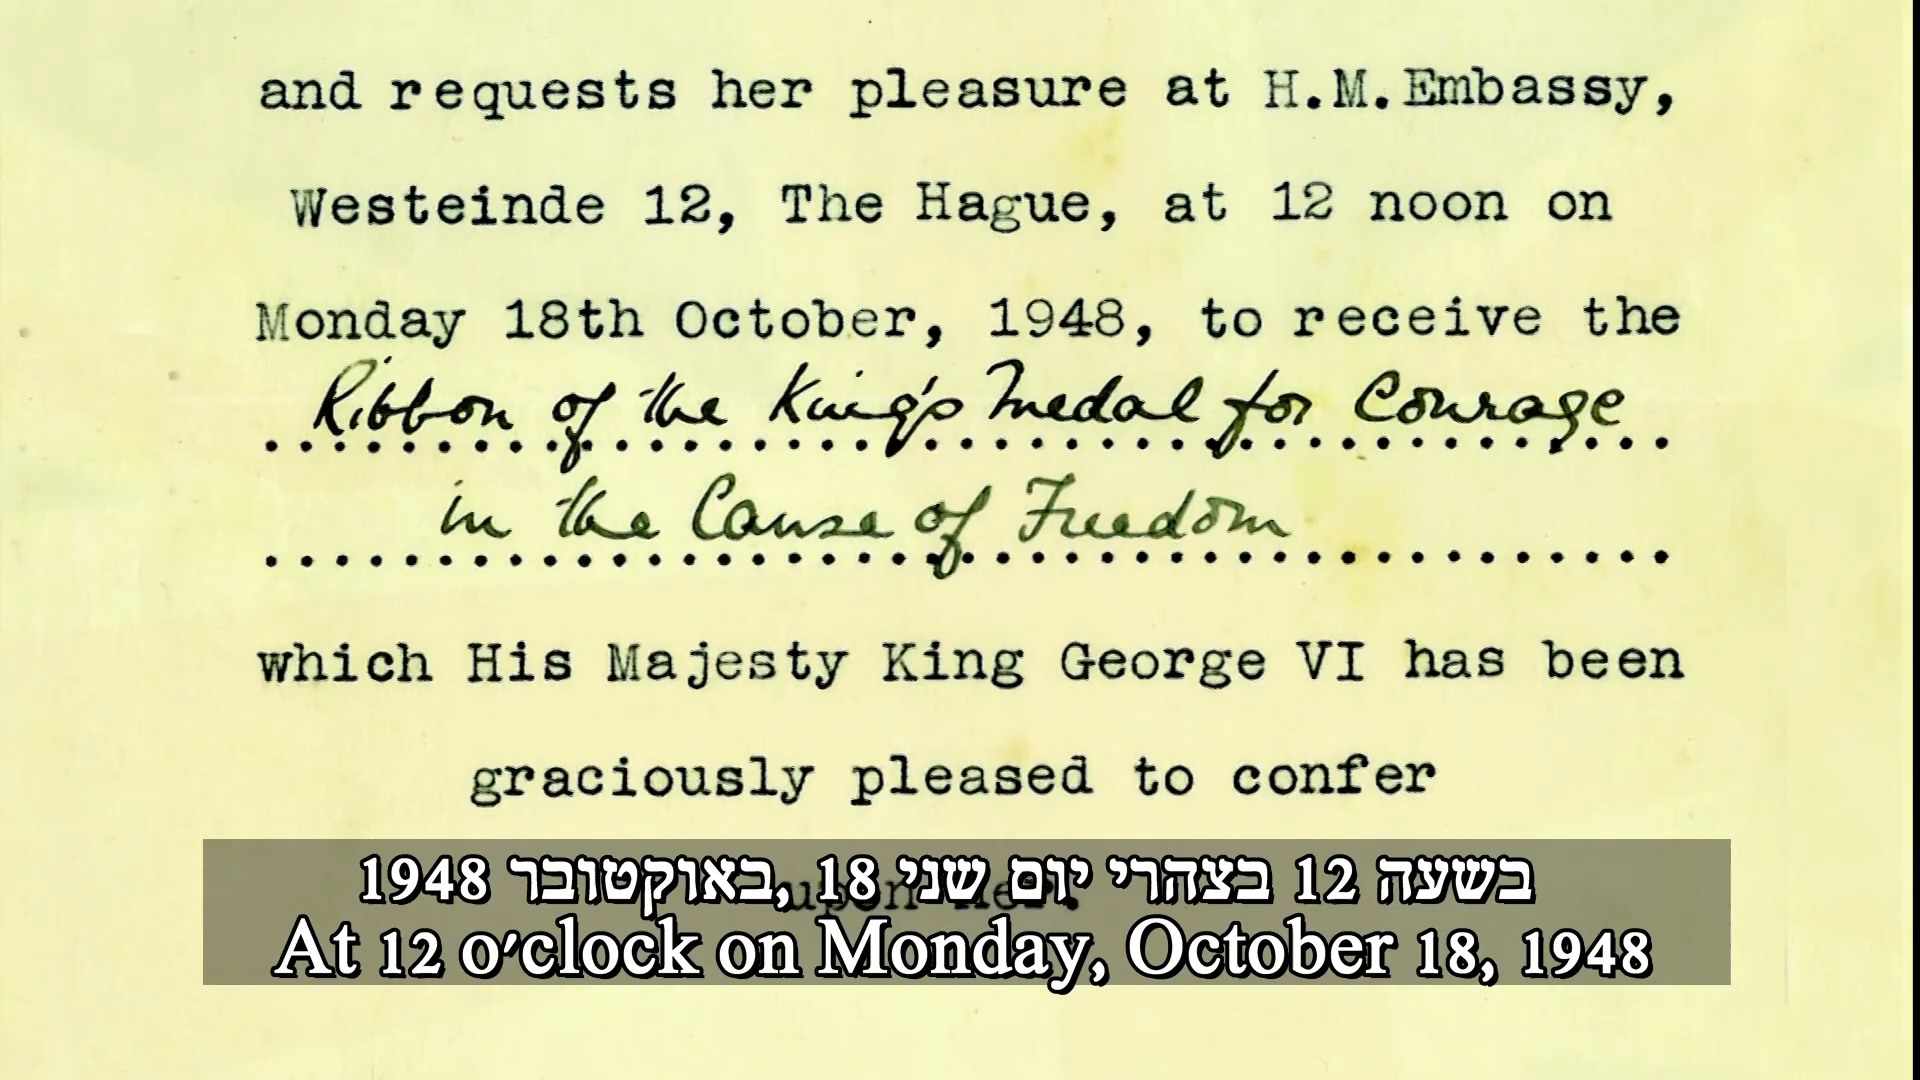 and requests her pleasure at H.M.Embassy,
Westeinde 12, The Hague, at 12 noon on
Monday 18th October, 1948, to receive the
Ribbon of the King's Medal for Courage
in the Cause of Freedom
which His Majesty King George VI has been
graciously pleased to confer
upon her.
בשעה 12 בצהרי יום שני 18 ,באוקטובר 1948
At 12 o'clock on Monday, October 18, 1948